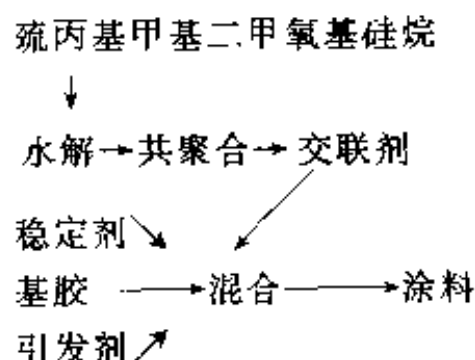 巯丙基甲基二甲氧基硅烷
水解→共聚合→交联剂
稳定剂
基胶→混合→涂料
引发剂